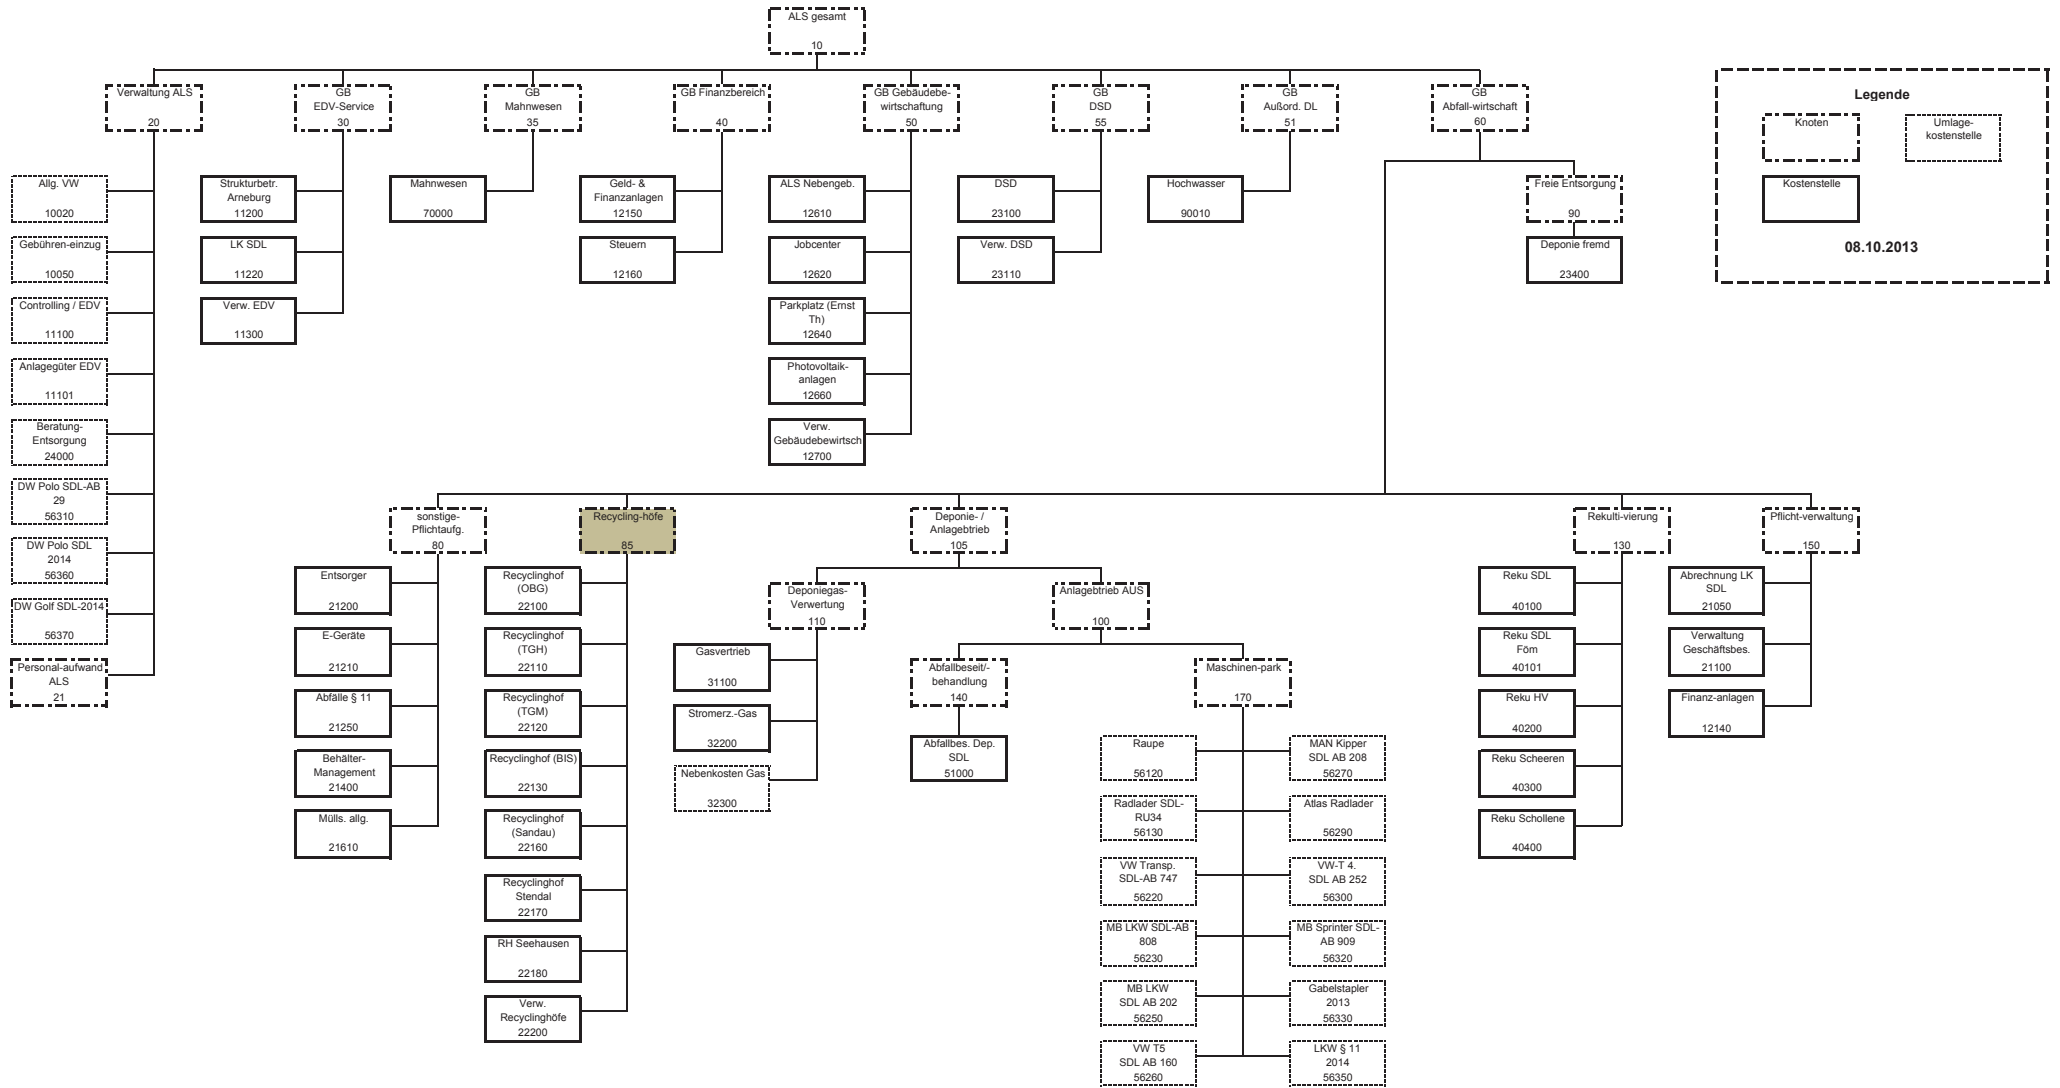 ALS gesamt
10
Verwaltung ALS
20
GB
EDV-Service
30
GB
Mahnwesen
35
GB Finanzbereich
40
GB Gebäudebe-
wirtschaftung
50
GB
DSD
55
GB
Außord. DL
51
GB
Abfall-wirtschaft
60
Legende
Knoten
Umlage-
kostenstelle
Kostenstelle
08.10.2013
Allg. VW
10020
Gebühren-einzug
10050
Controlling / EDV
11100
Anlagegüter EDV
11101
Beratung-
Entsorgung
24000
DW Polo SDL-AB
29
56310
DW Polo SDL
2014
56360
DW Golf SDL-2014
56370
Personal-aufwand
ALS
21
Strukturbetr.
Arneburg
11200
LK SDL
11220
Verw. EDV
11300
Mahnwesen
70000
Geld- &
Finanzanlagen
12150
Steuern
12160
ALS Nebengeb.
12610
Jobcenter
12620
Parkplatz (Ernst
Th)
12640
Photovoltaik-
anlagen
12660
Verw.
Gebäudebewirtsch
12700
DSD
23100
Verw. DSD
23110
Hochwasser
90010
Freie Entsorgung
90
Deponie fremd
23400
sonstige-
Pflichtaufg.
80
Entsorger
21200
E-Geräte
21210
Abfälle § 11
21250
Behälter-
Management
21400
Mülls. allg.
21610
Recycling-höfe
85
Recyclinghof
(OBG)
22100
Recyclinghof
(TGH)
22110
Recyclinghof
(TGM)
22120
Recyclinghof (BIS)
22130
Recyclinghof
(Sandau)
22160
Recyclinghof
Stendal
22170
RH Seehausen
22180
Verw.
Recyclinghöfe
22200
Deponie- /
Anlagebtrieb
105
Deponiegas-
Verwertung
110
Gasvertrieb
31100
Stromerz.-Gas
32200
Nebenkosten Gas
32300
Anlagebtrieb AUS
100
Abfallbeseit/-
behandlung
140
Abfallbes. Dep.
SDL
51000
Maschinen-park
170
Raupe
56120
MAN Kipper
SDL AB 208
56270
Radlader SDL-
RU34
56130
Atlas Radlader
56290
VW Transp.
SDL-AB 747
56220
VW-T 4.
SDL AB 252
56300
MB LKW SDL-AB
808
56230
MB Sprinter SDL-
AB 909
56320
MB LKW
SDL AB 202
56250
Gabelstapler
2013
56330
VW T5
SDL AB 160
56260
LKW § 11
2014
56350
Rekulti-vierung
130
Reku SDL
40100
Reku SDL
Föm
40101
Reku HV
40200
Reku Scheeren
40300
Reku Schollene
40400
Pflicht-verwaltung
150
Abrechnung LK
SDL
21050
Verwaltung
Geschäftsbes.
21100
Finanz-anlagen
12140